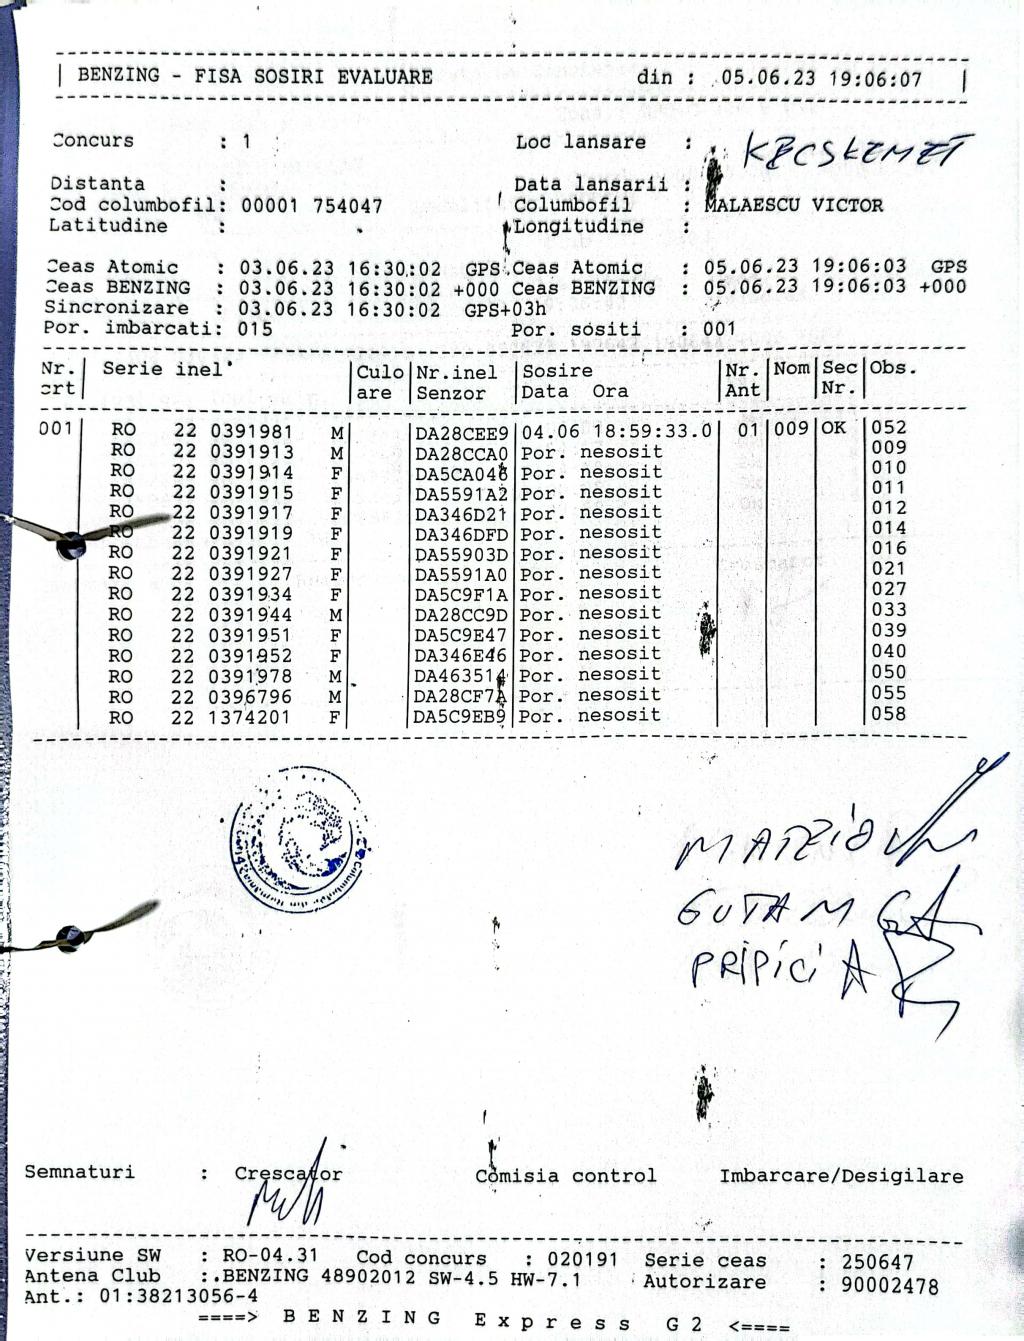 BENZING - FISA SOSIRI EVALUARE din : 05.06.23 19:06:07
Concurs : 1 Loc lansare : KECSKEMET
Distanta : Data lansarii :
Cod columbofil: 00001 754047 Columbofil : MALAESCU VICTOR
Latitudine : Longitudine :
Ceas Atomic : 03.06.23 16:30:02 GPS Ceas Atomic : 05.06.23 19:06:03 GPS
Ceas BENZING : 03.06.23 16:30:02 +000 Ceas BENZING : 05.06.23 19:06:03 +000
Sincronizare : 03.06.23 16:30:02 GPS+03h
Por. imbarcati: 015 Por. sositi : 001
Nr. Serie inel Culo Nr.inel Sosire Nr. Nom Sec Obs.
crt are Senzor Data Ora Ant Nr.
001 RO 22 0391981 M DA28CEE9 04.06 18:59:33.0 01 009 OK 052
RO 22 0391913 M DA28CCA0 Por. nesosit 009
RO 22 0391914 F DA5CA046 Por. nesosit 010
RO 22 0391915 F DA5591A2 Por. nesosit 011
RO 22 0391917 F DA346D21 Por. nesosit 012
RO 22 0391919 F DA346DFD Por. nesosit 014
RO 22 0391921 F DA55903D Por. nesosit 016
RO 22 0391927 F DA5591A0 Por. nesosit 021
RO 22 0391934 F DA5C9F1A Por. nesosit 027
RO 22 0391944 M DA28CC9D Por. nesosit 033
RO 22 0391951 F DA5C9E47 Por. nesosit 039
RO 22 0391952 F DA346E46 Por. nesosit 040
RO 22 0391978 M DA463514 Por. nesosit 050
RO 22 0396796 M DA28CF7A Por. nesosit 055
RO 22 1374201 F DA5C9EB9 Por. nesosit 058
GUTA M
PRIPICI A
Semnaturi : Crescator Comisia control Imbarcare/Desigilare
Versiune SW : RO-04.31 Cod concurs : 020191 Serie ceas : 250647
Antena Club :.BENZING 48902012 SW-4.5 HW-7.1 Autorizare : 90002478
Ant.: 01:38213056-4
====> BENZING Express G2 <====